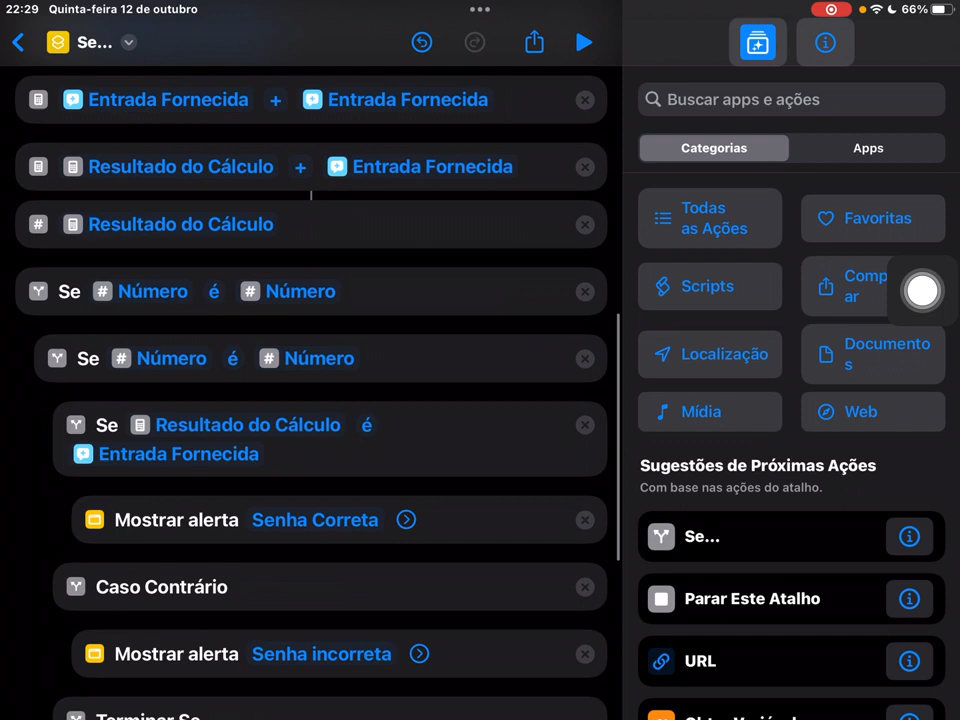 22:29 Quinta-feira 12 de outubro
66%
Se...
Entrada Fornecida + Entrada Fornecida
Resultado do Cálculo + Entrada Fornecida
# Resultado do Cálculo
Se # Número é # Número
Se # Número é # Número
Se Resultado do Cálculo é
Entrada Fornecida
Mostrar alerta Senha Correta
Caso Contrário
Mostrar alerta Senha incorreta
Terminar Se
Buscar apps e ações
Categorias
Apps
Todas
as Ações
Favoritas
Scripts
Comp
ar
Localização
Documento
s
Mídia
Web
Sugestões de Próximas Ações
Com base nas ações do atalho.
Se...
Parar Este Atalho
URL